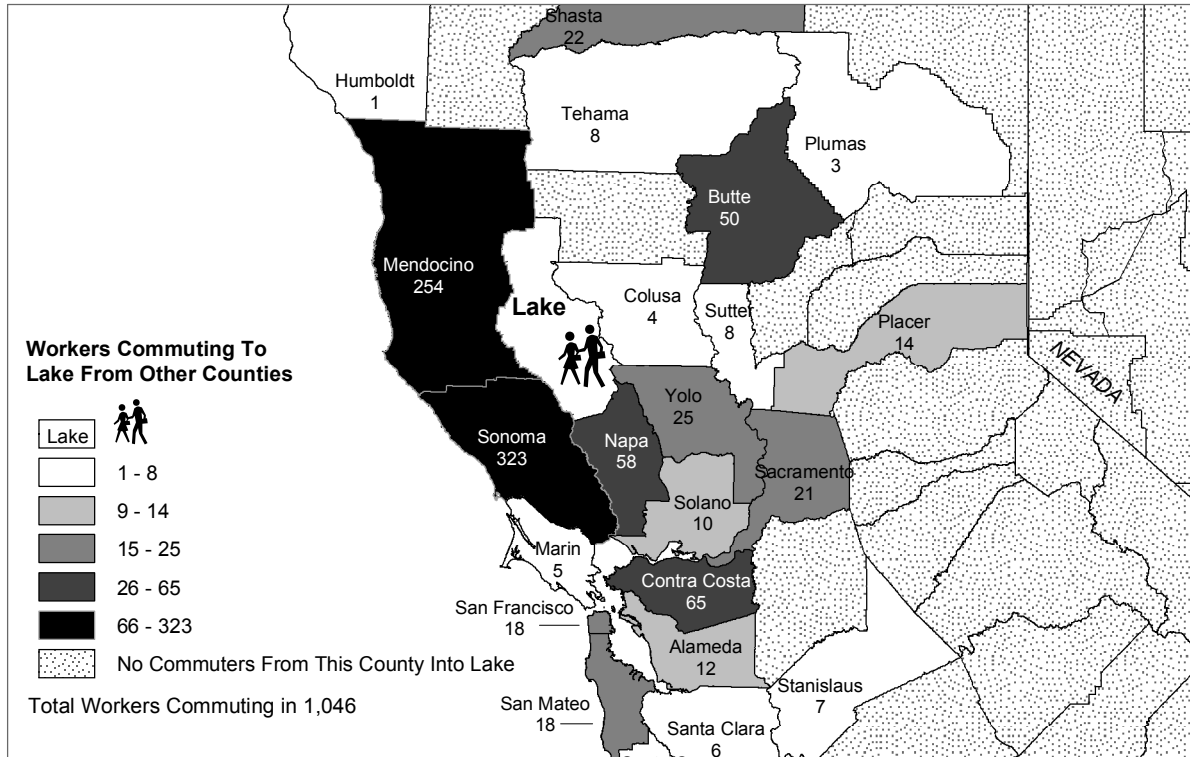 Shasta
22
Humboldt
1
Tehama
8
Plumas
3
Butte
50
Mendocino
254
Lake
Colusa
4
Sutter
8
Placer
14
NEVADA
Workers Commuting To
Lake From Other Counties
Lake
1 - 8
9 - 14
15 - 25
26 - 65
66 - 323
No Commuters From This County Into Lake
Total Workers Commuting in 1,046
Yolo
25
Sonoma
323
Napa
58
Sacramento
21
Solano
10
Marin
5
Contra Costa
65
San Francisco
18
Alameda
12
Stanislaus
7
San Mateo
18
Santa Clara
6